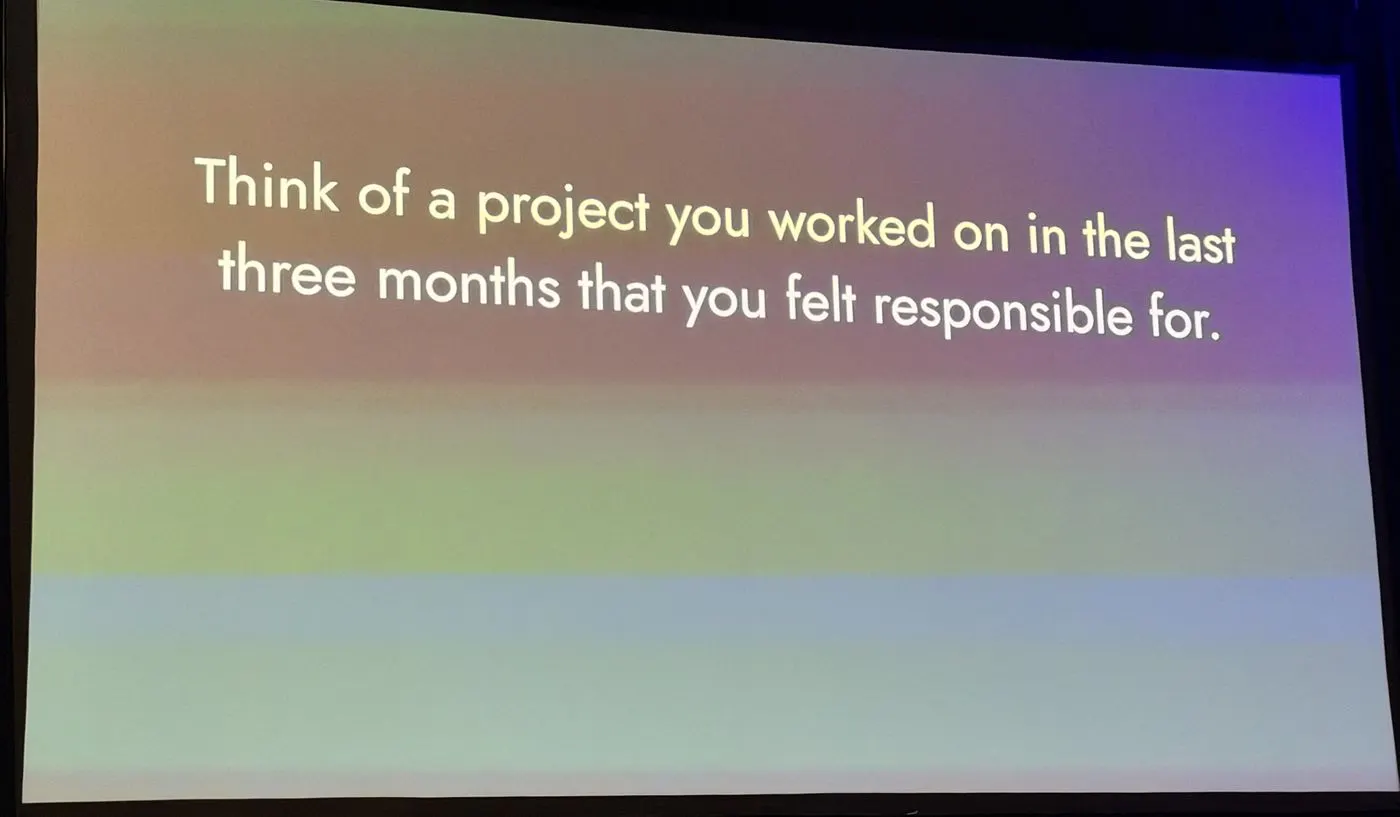 Think of a project you worked on in the last
three months that you felt responsible for.